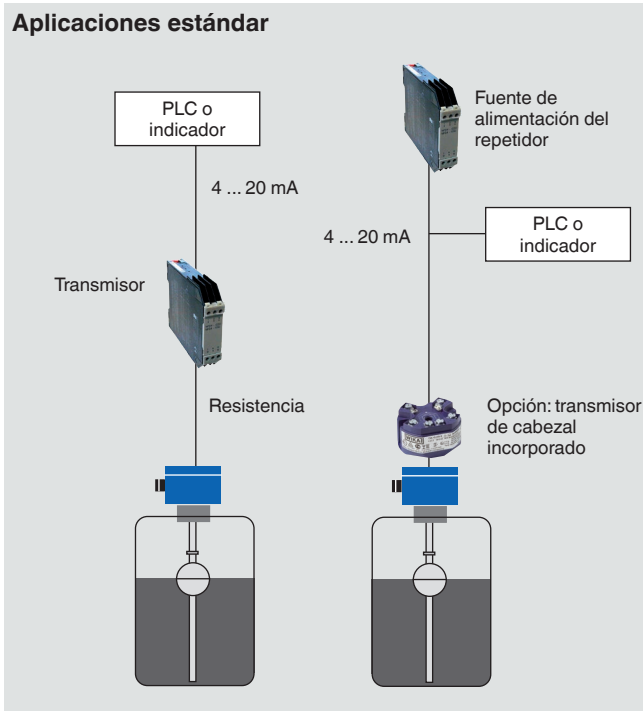 Aplicaciones estándar
PLC o
indicador
4 ... 20 mA
Transmisor
Resistencia
Fuente de
alimentación del
repetidor
4 ... 20 mA
PLC o
indicador
Opción: transmisor
de cabezal
incorporado
WIKA